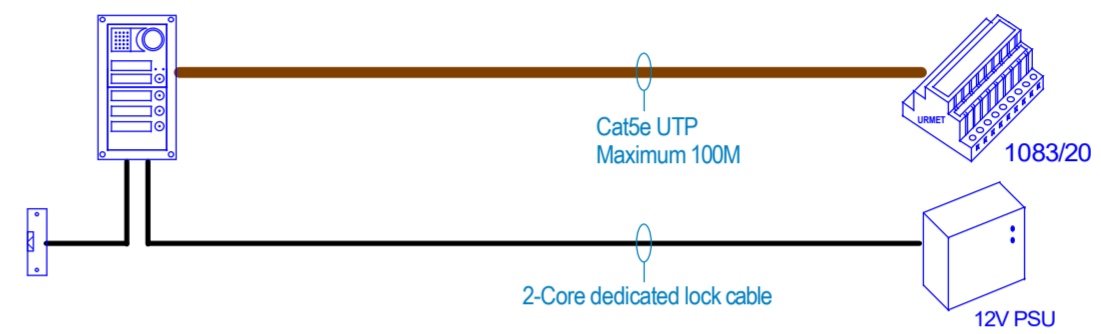 Cat5e UTP
Maximum 100M
URMET
1083/20
2-Core dedicated lock cable
12V PSU